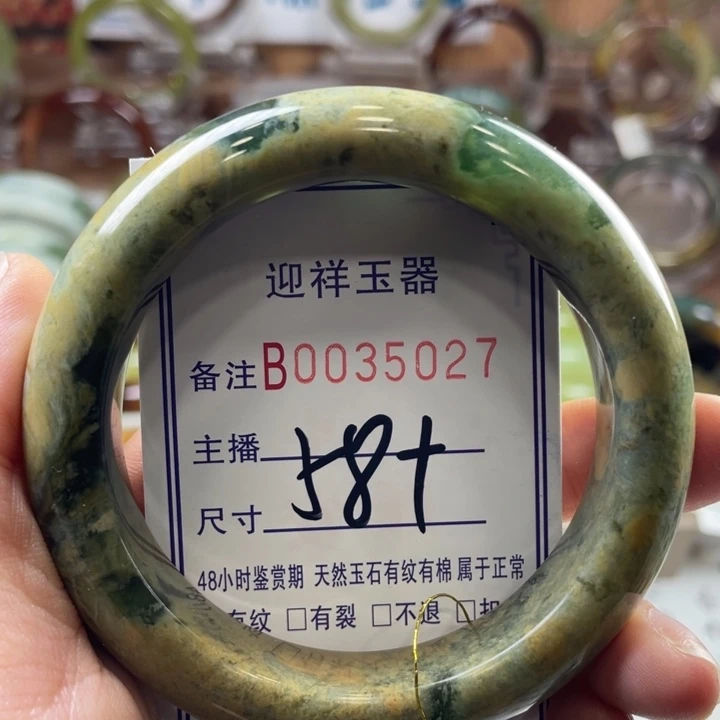 迎祥玉器
备注B0035027
主播
尺寸 58+
48小时鉴赏期 天然玉石有纹有棉 属于正常
有纹 □有裂 □不退